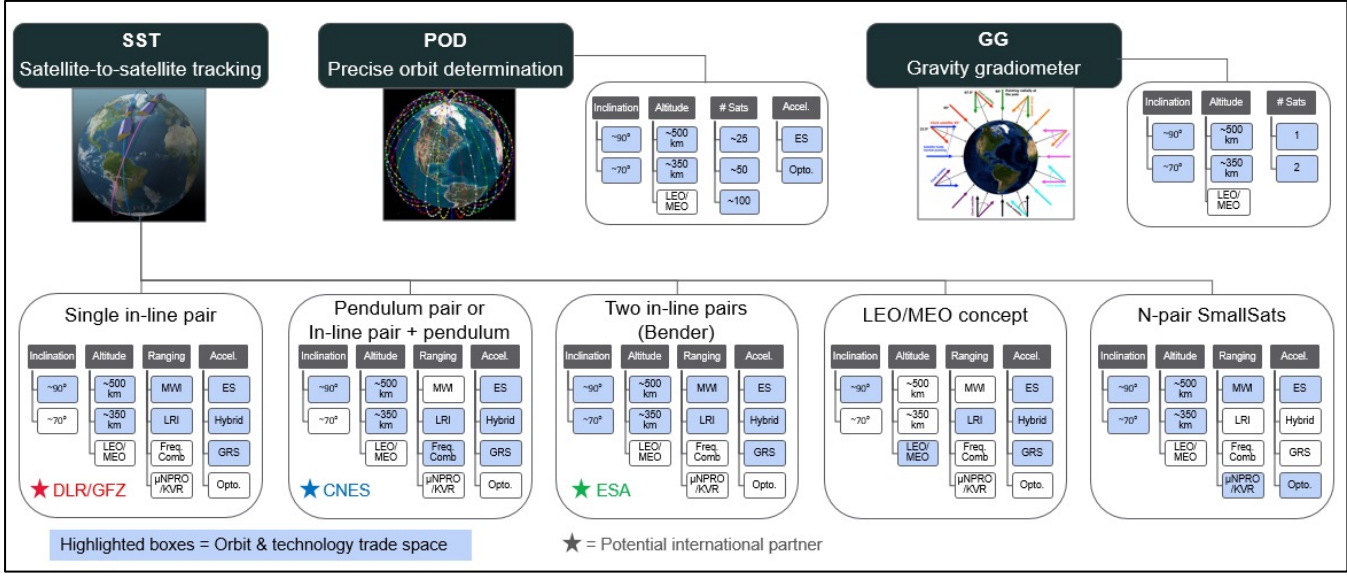 SST
Satellite-to-satellite tracking
POD
Precise orbit determination
GG
Gravity gradiometer
Inclination
Altitude
# Sats
Accel.
~90°
~500 km
~25
ES
~70°
~350 km
~50
Opto.
LEO/ MEO
~100
Inclination
Altitude
# Sats
~90°
~500 km
1
~70°
~350 km
2
LEO/ MEO
Single in-line pair
Inclination
Altitude
Ranging
Accel.
~90°
~500 km
MWI
ES
~70°
~350 km
LRI
Hybrid
LEO/ MEO
Freq. Comb
GRS
µNPRO /KVR
Opto.
★ DLR/GFZ
Pendulum pair or
In-line pair + pendulum
Inclination
Altitude
Ranging
Accel.
~90°
~500 km
MWI
ES
~70°
~350 km
LRI
Hybrid
LEO/ MEO
Freq. Comb
GRS
µNPRO /KVR
Opto.
★ CNES
Two in-line pairs
(Bender)
Inclination
Altitude
Ranging
Accel.
~90°
~500 km
MWI
ES
~70°
~350 km
LRI
Hybrid
LEO/ MEO
Freq. Comb
GRS
µNPRO /KVR
Opto.
★ ESA
LEO/MEO concept
Inclination
Altitude
Ranging
Accel.
~90°
~500 km
MWI
ES
~70°
~350 km
LRI
Hybrid
LEO/ MEO
Freq. Comb
GRS
µNPRO /KVR
Opto.
N-pair SmallSats
Inclination
Altitude
Ranging
Accel.
~90°
~500 km
MWI
ES
~70°
~350 km
LRI
Hybrid
LEO/ MEO
Freq. Comb
GRS
µNPRO /KVR
Opto.
Highlighted boxes = Orbit & technology trade space
★ = Potential international partner